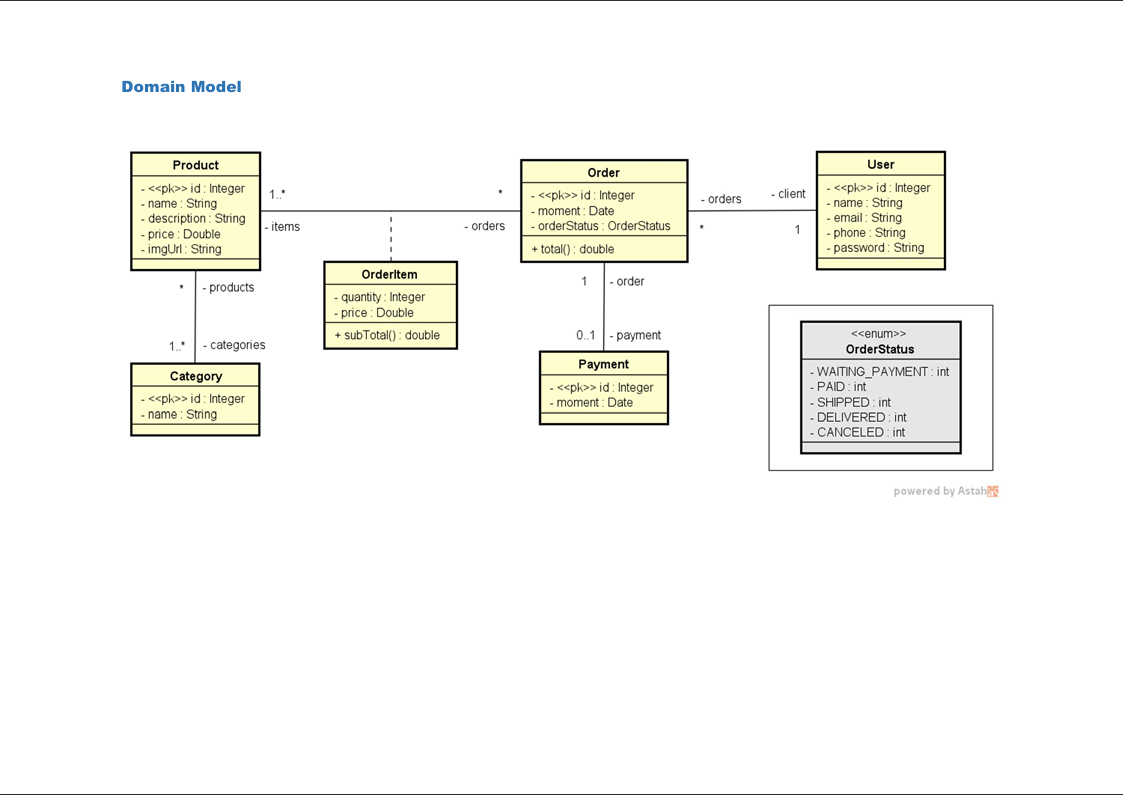 Domain Model
Product
- <<pk>> id : Integer
- name : String
- description : String
- price : Double
- imgUrl : String
1..*
- items
*
- orders
Order
- <<pk>> id : Integer
- moment : Date
- orderStatus : OrderStatus
+ total() : double
- orders
*
- client
1
User
- <<pk>> id : Integer
- name : String
- email : String
- phone : String
- password : String
OrderItem
- quantity : Integer
- price : Double
+ subTotal() : double
* - products
1..* - categories
Category
- <<pk>> id : Integer
- name : String
1 - order
0..1 - payment
Payment
- <<pk>> id : Integer
- moment : Date
<<enum>>
OrderStatus
- WAITING_PAYMENT : int
- PAID : int
- SHIPPED : int
- DELIVERED : int
- CANCELED : int
powered by Astah